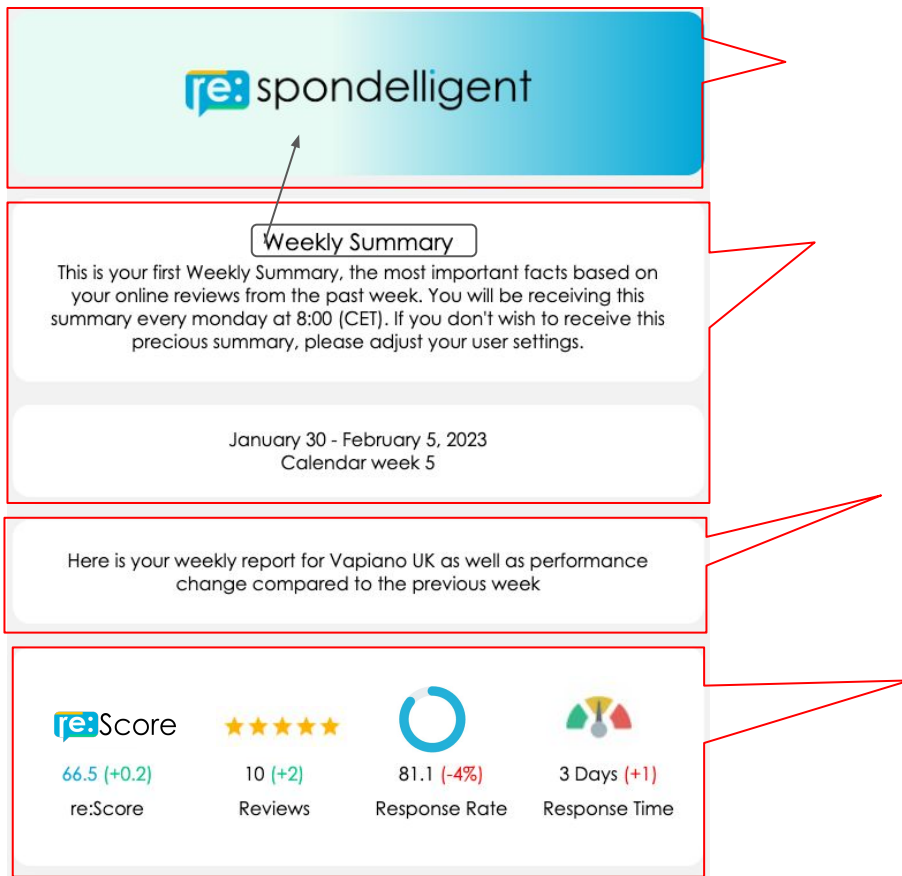 re:spondelligent
Weekly Summary
This is your first Weekly Summary, the most important facts based on
your online reviews from the past week. You will be receiving this
summary every monday at 8:00 (CET). If you don't wish to receive this
precious summary, please adjust your user settings.
January 30 - February 5, 2023
Calendar week 5
Here is your weekly report for Vapiano UK as well as performance
change compared to the previous week
re:Score
66.5 (+0.2) 10 (+2) 81.1 (-4%) 3 Days (+1)
re:Score Reviews Response Rate Response Time